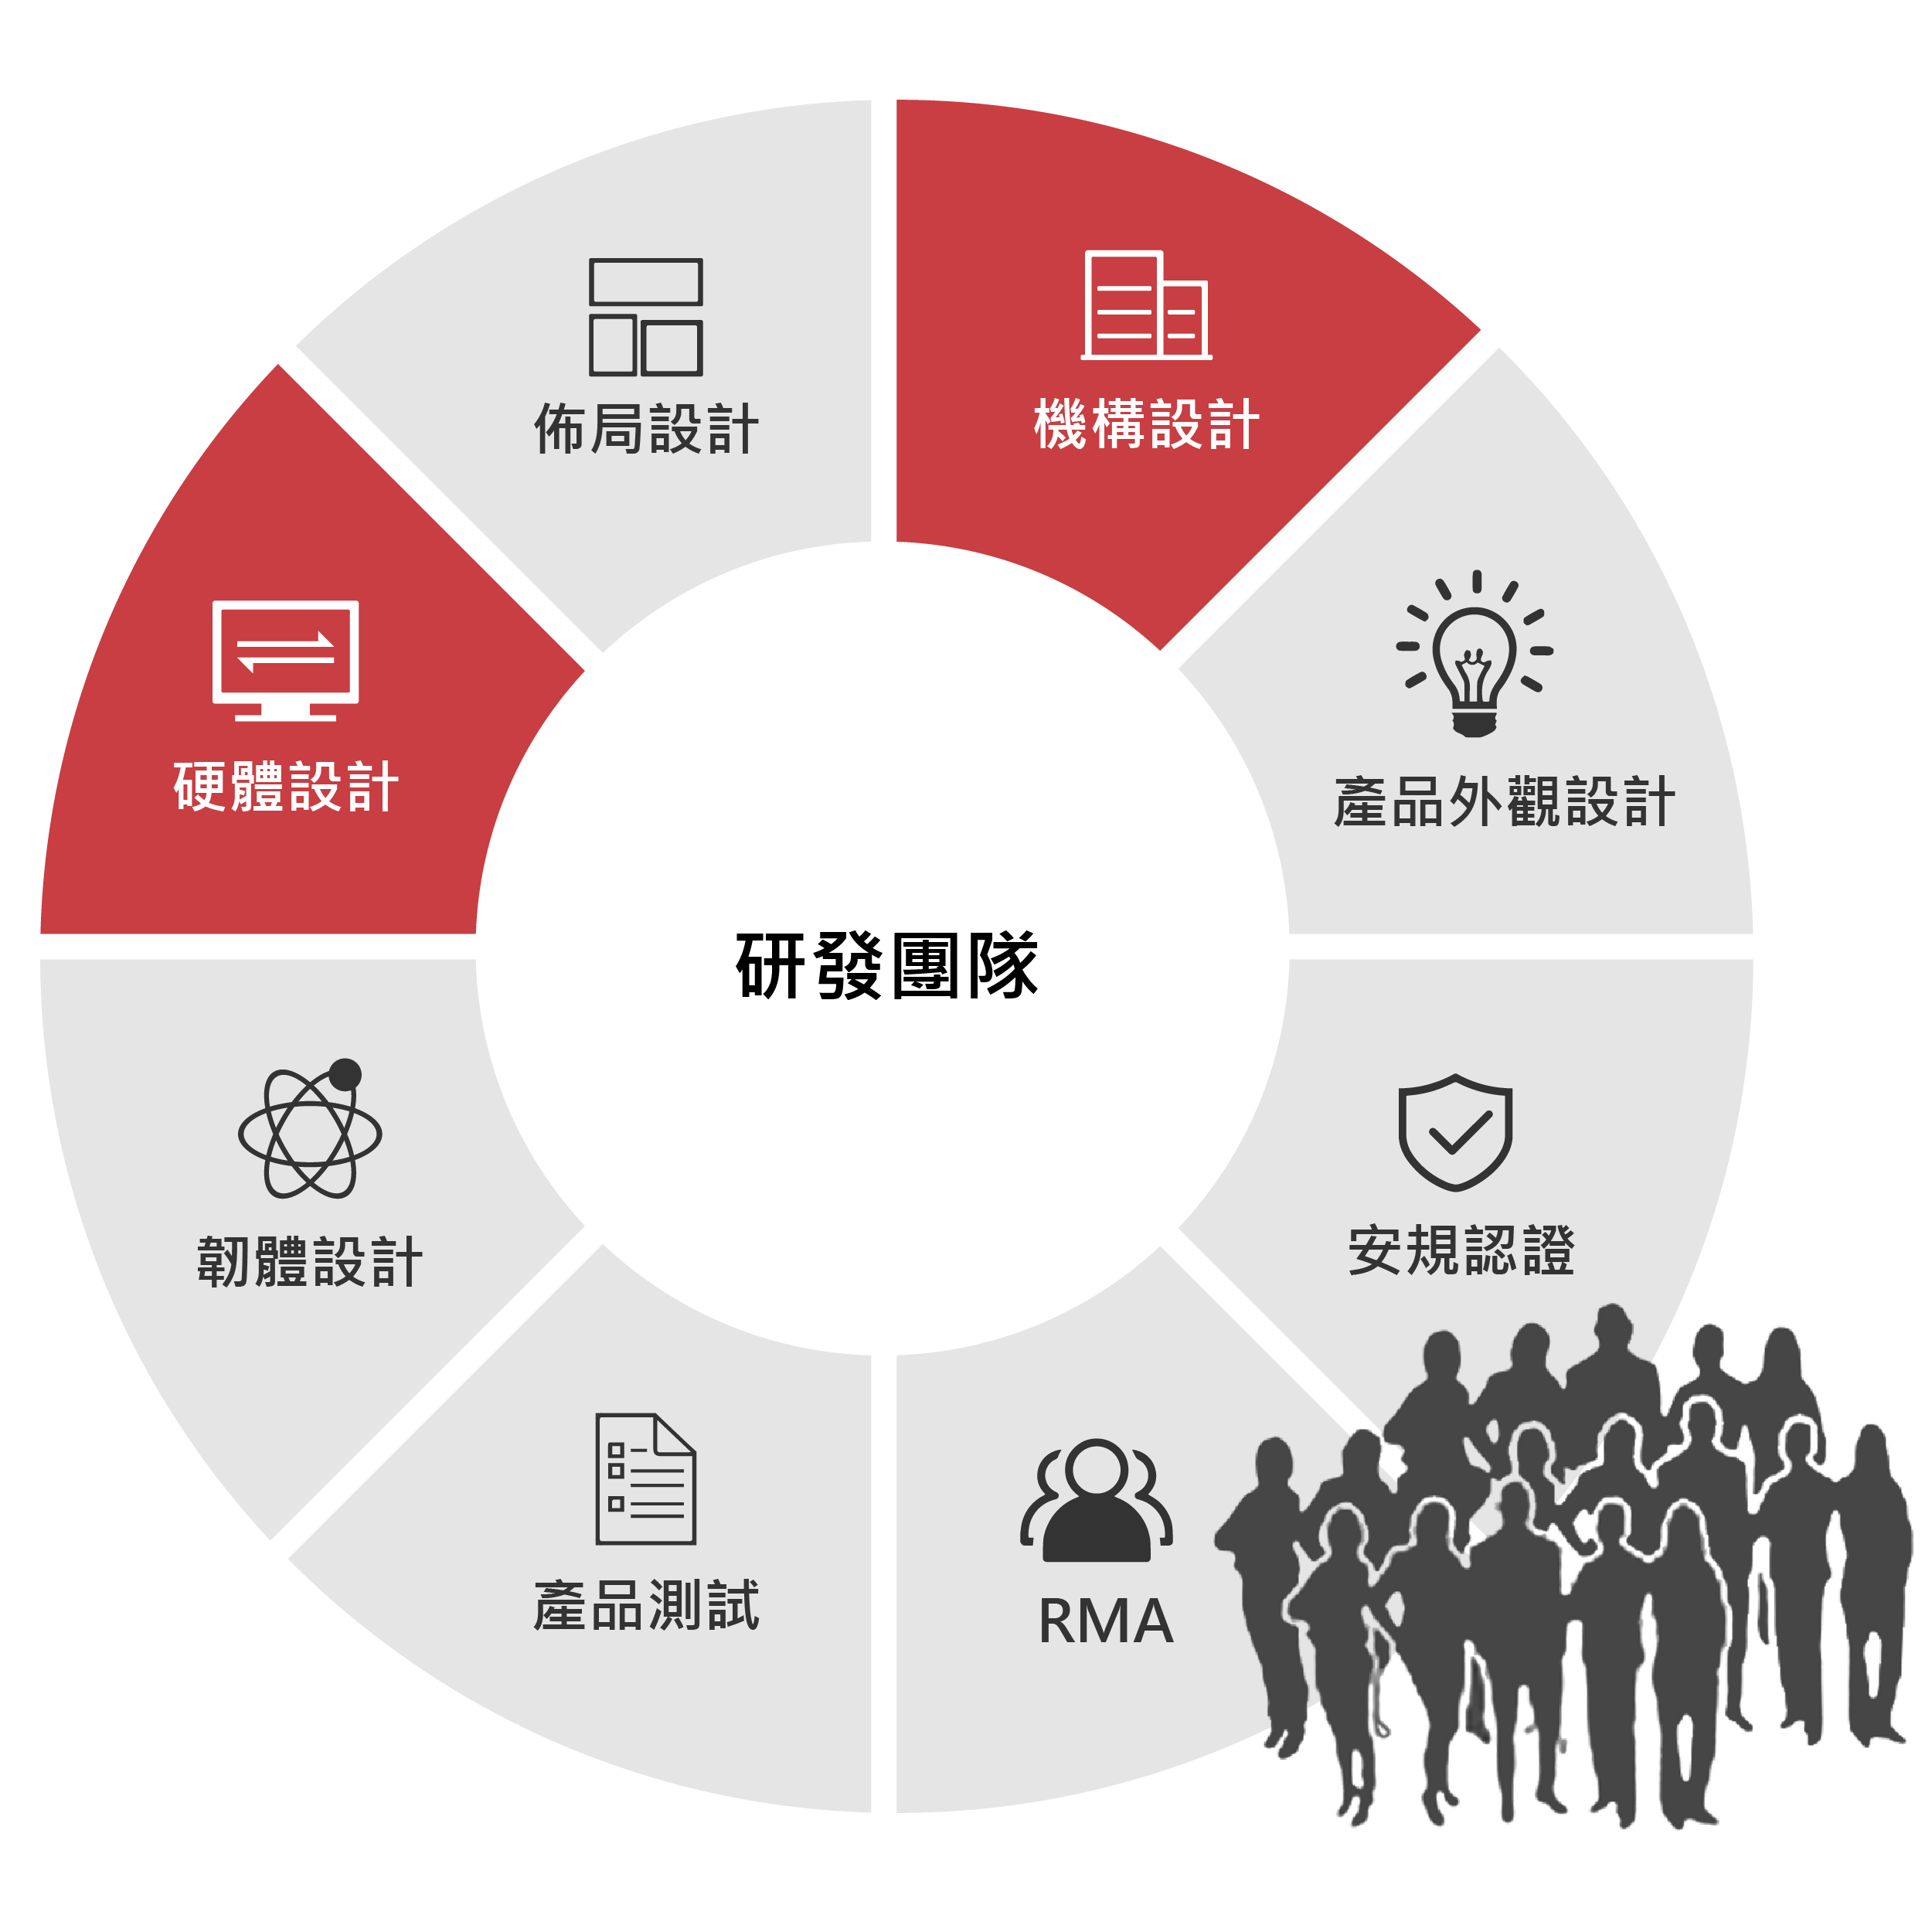 佈局設計
機構設計
硬體設計
產品外觀設計
研發團隊
韌體設計
安規認證
產品測試
RMA